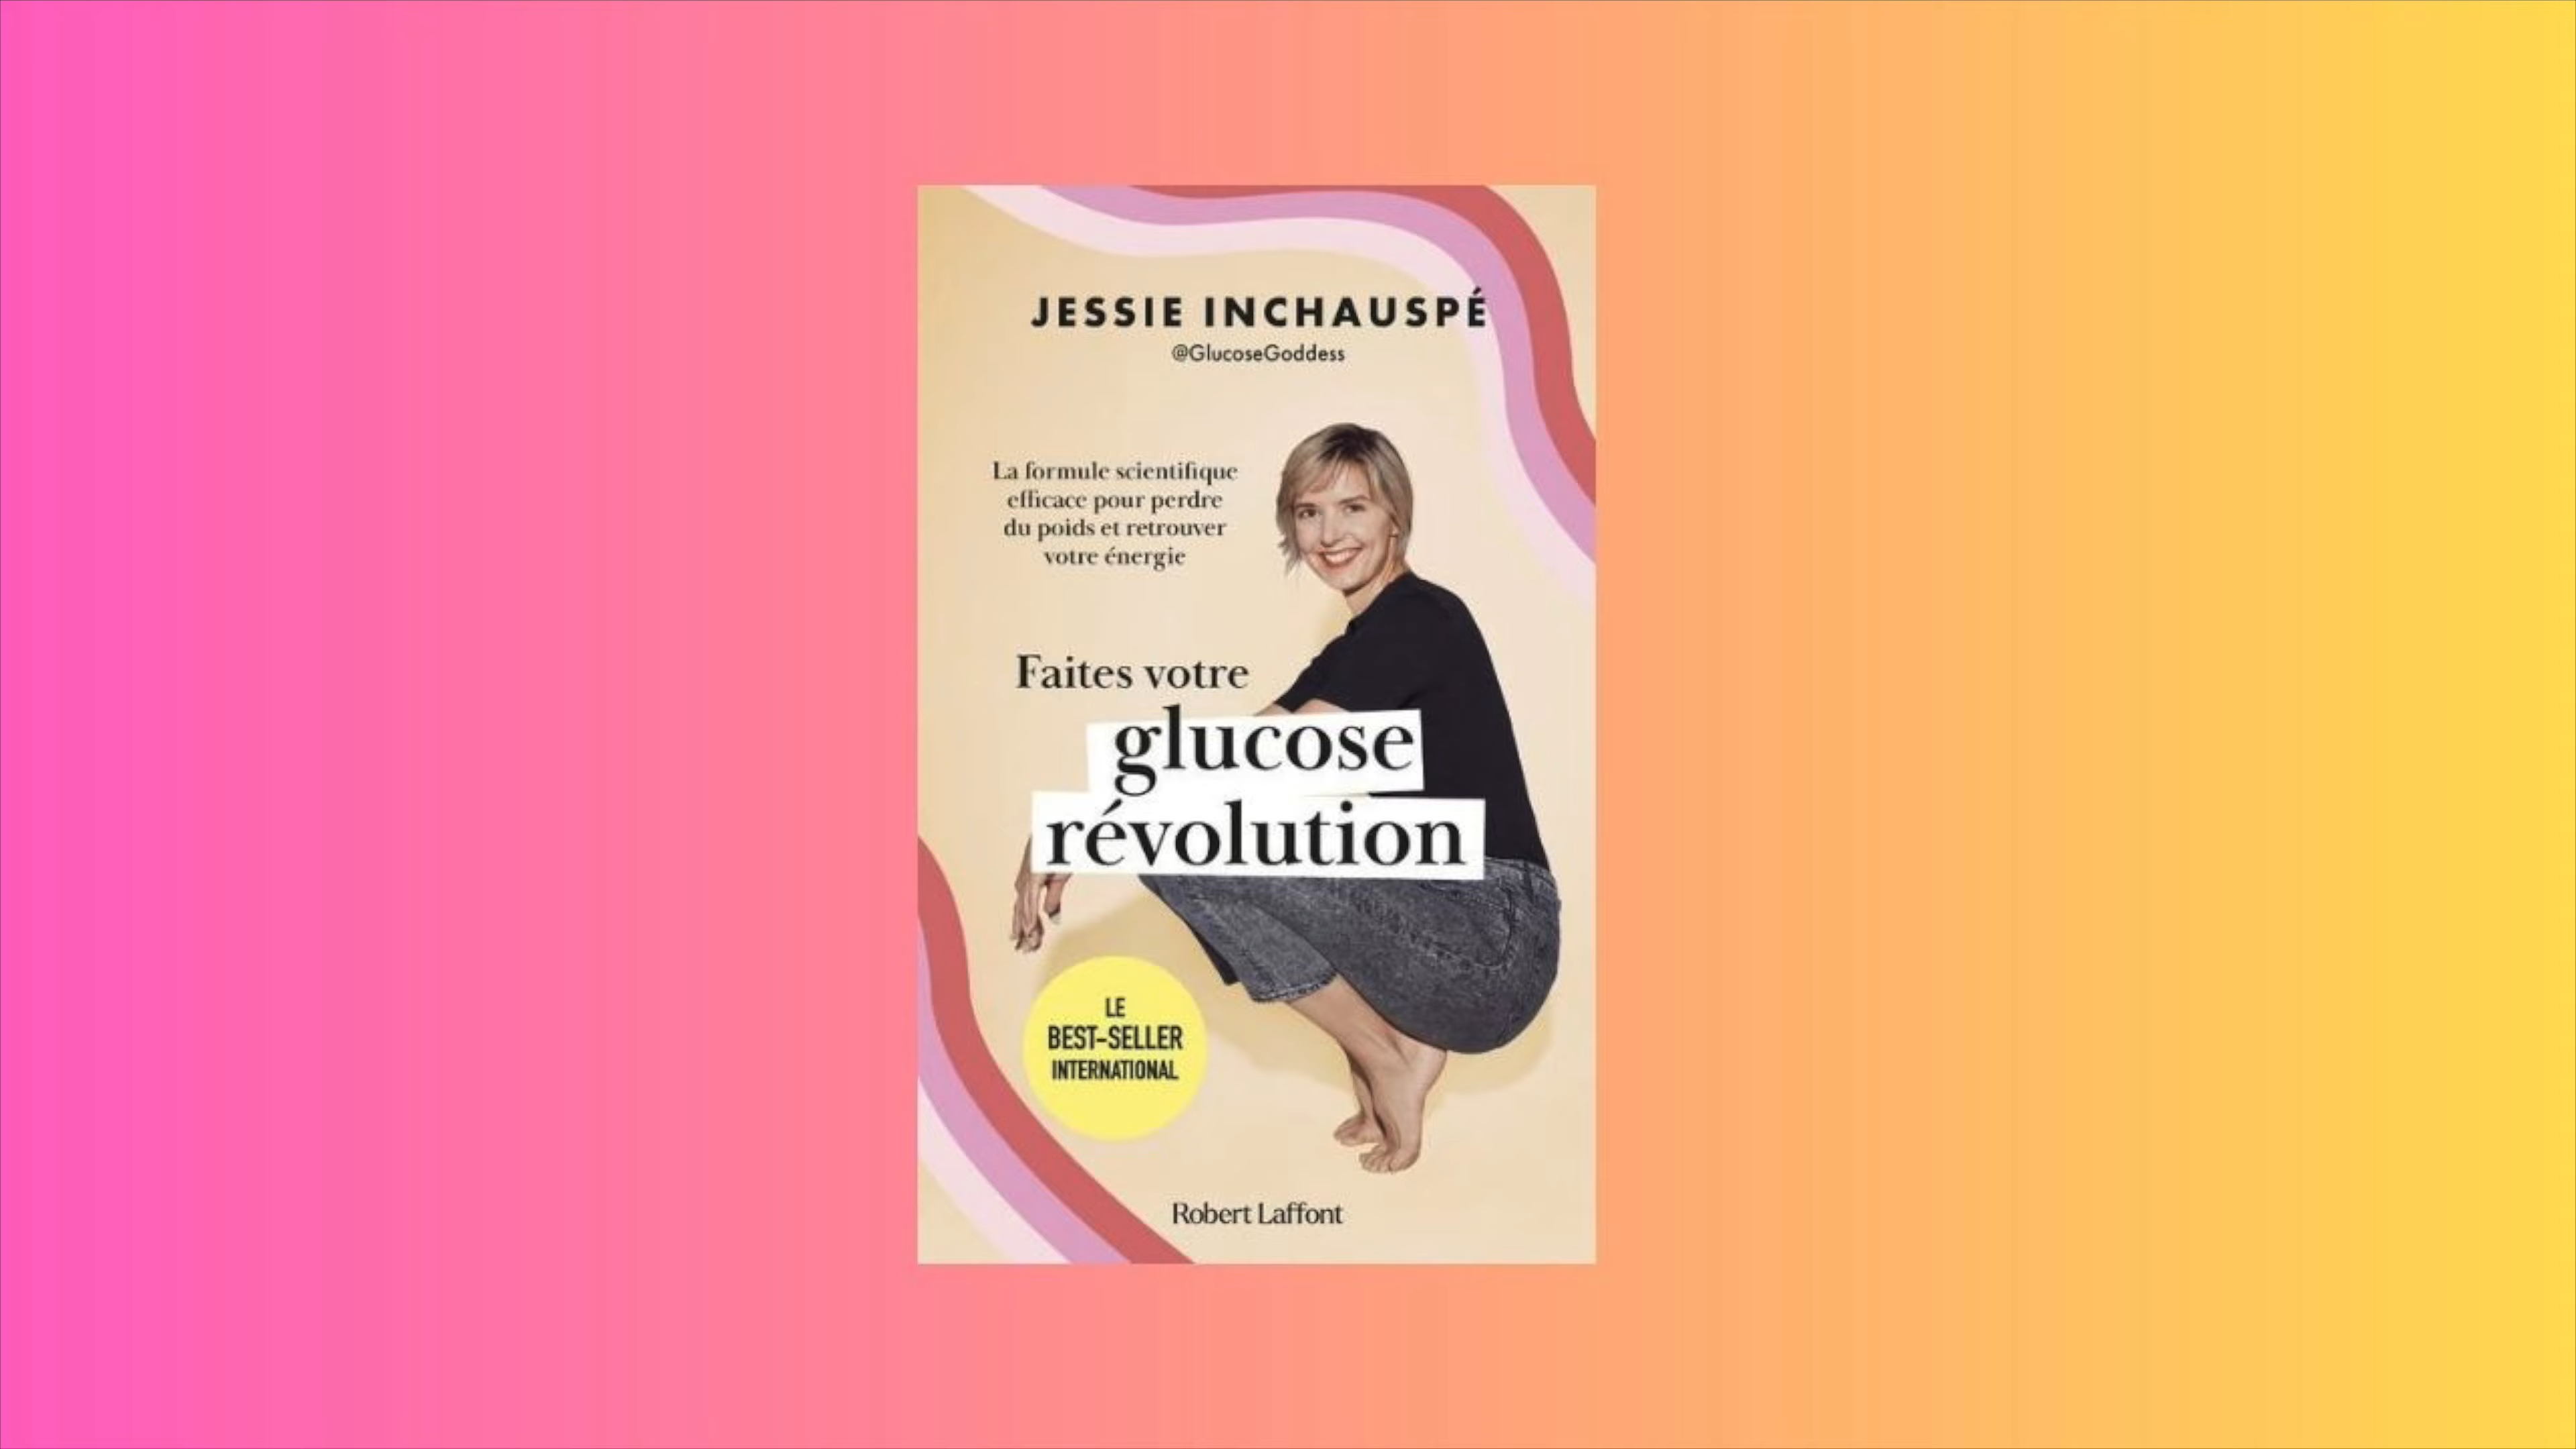 JESSIE INCHAUSPÉ
@GlucoseGoddess
La formule scientifique
efficace pour perdre
du poids et retrouver
votre énergie
Faites votre
glucose
révolution
LE
BEST-SELLER
INTERNATIONAL
Robert Laffont